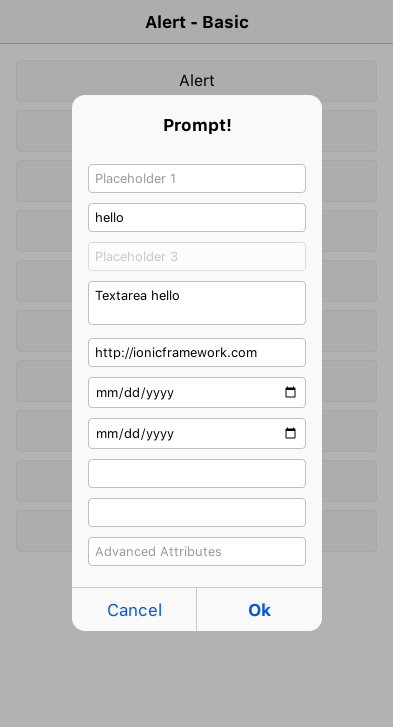 Alert - Basic
Alert
Prompt!
Placeholder 1
hello
Placeholder 3
Textarea hello
http://ionicframework.com
mm/dd/yyyy
mm/dd/yyyy
Advanced Attributes
Cancel
Ok